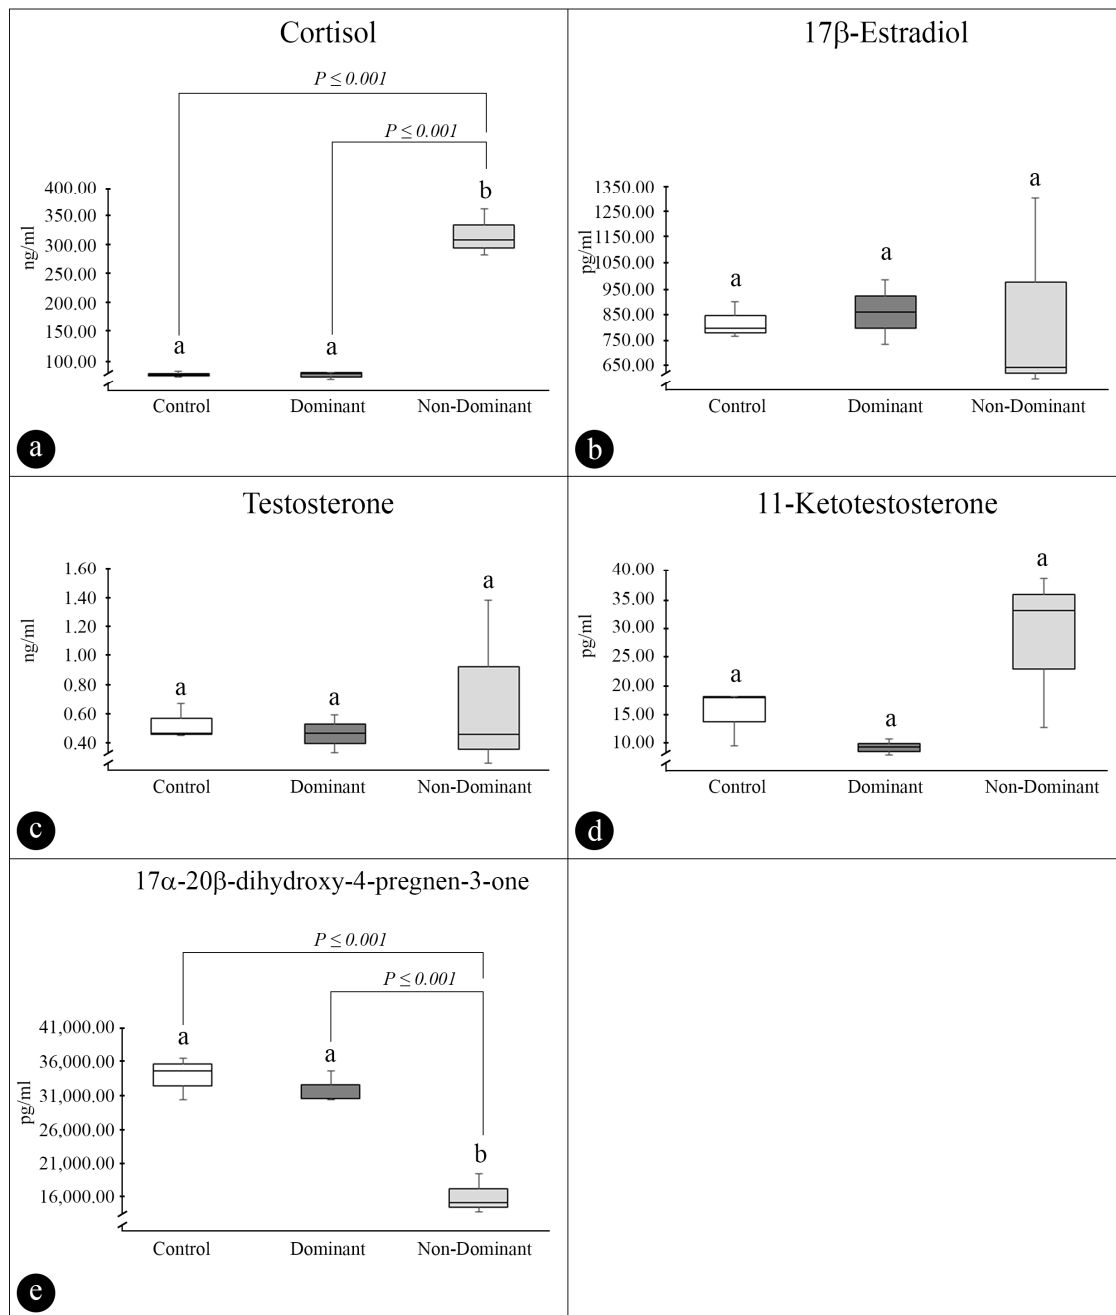 Cortisol
P ≤ 0.001
P ≤ 0.001
400.00
350.00
300.00
250.00
200.00
150.00
100.00
ng/ml
a
a
b
Control
Dominant
Non-Dominant
a
17β-Estradiol
1350.00
1250.00
1150.00
1050.00
950.00
850.00
750.00
650.00
pg/ml
a
a
a
Control
Dominant
Non-Dominant
b
Testosterone
1.60
1.40
1.20
1.00
0.80
0.60
0.40
ng/ml
a
a
a
Control
Dominant
Non-Dominant
c
11-Ketotestosterone
40.00
35.00
30.00
25.00
20.00
15.00
10.00
pg/ml
a
a
a
Control
Dominant
Non-Dominant
d
17α-20β-dihydroxy-4-pregnen-3-one
P ≤ 0.001
P ≤ 0.001
41,000.00
36,000.00
31,000.00
26,000.00
21,000.00
16,000.00
pg/ml
a
a
b
Control
Dominant
Non-Dominant
e